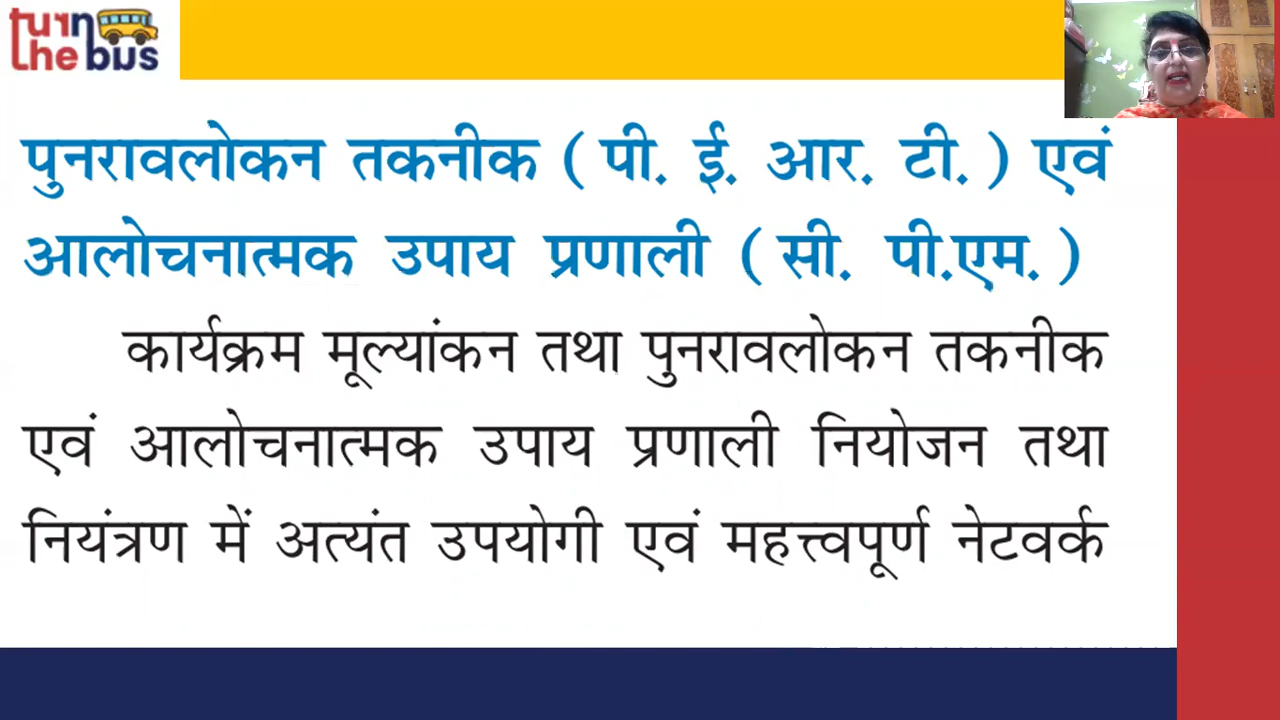 turn
the bus
पुनरावलोकन तकनीक ( पी. ई. आर. टी. ) एवं
आलोचनात्मक उपाय प्रणाली ( सी. पी.एम. )
कार्यक्रम मूल्यांकन तथा पुनरावलोकन तकनीक
एवं आलोचनात्मक उपाय प्रणाली नियोजन तथा
नियंत्रण में अत्यंत उपयोगी एवं महत्त्वपूर्ण नेटवर्क